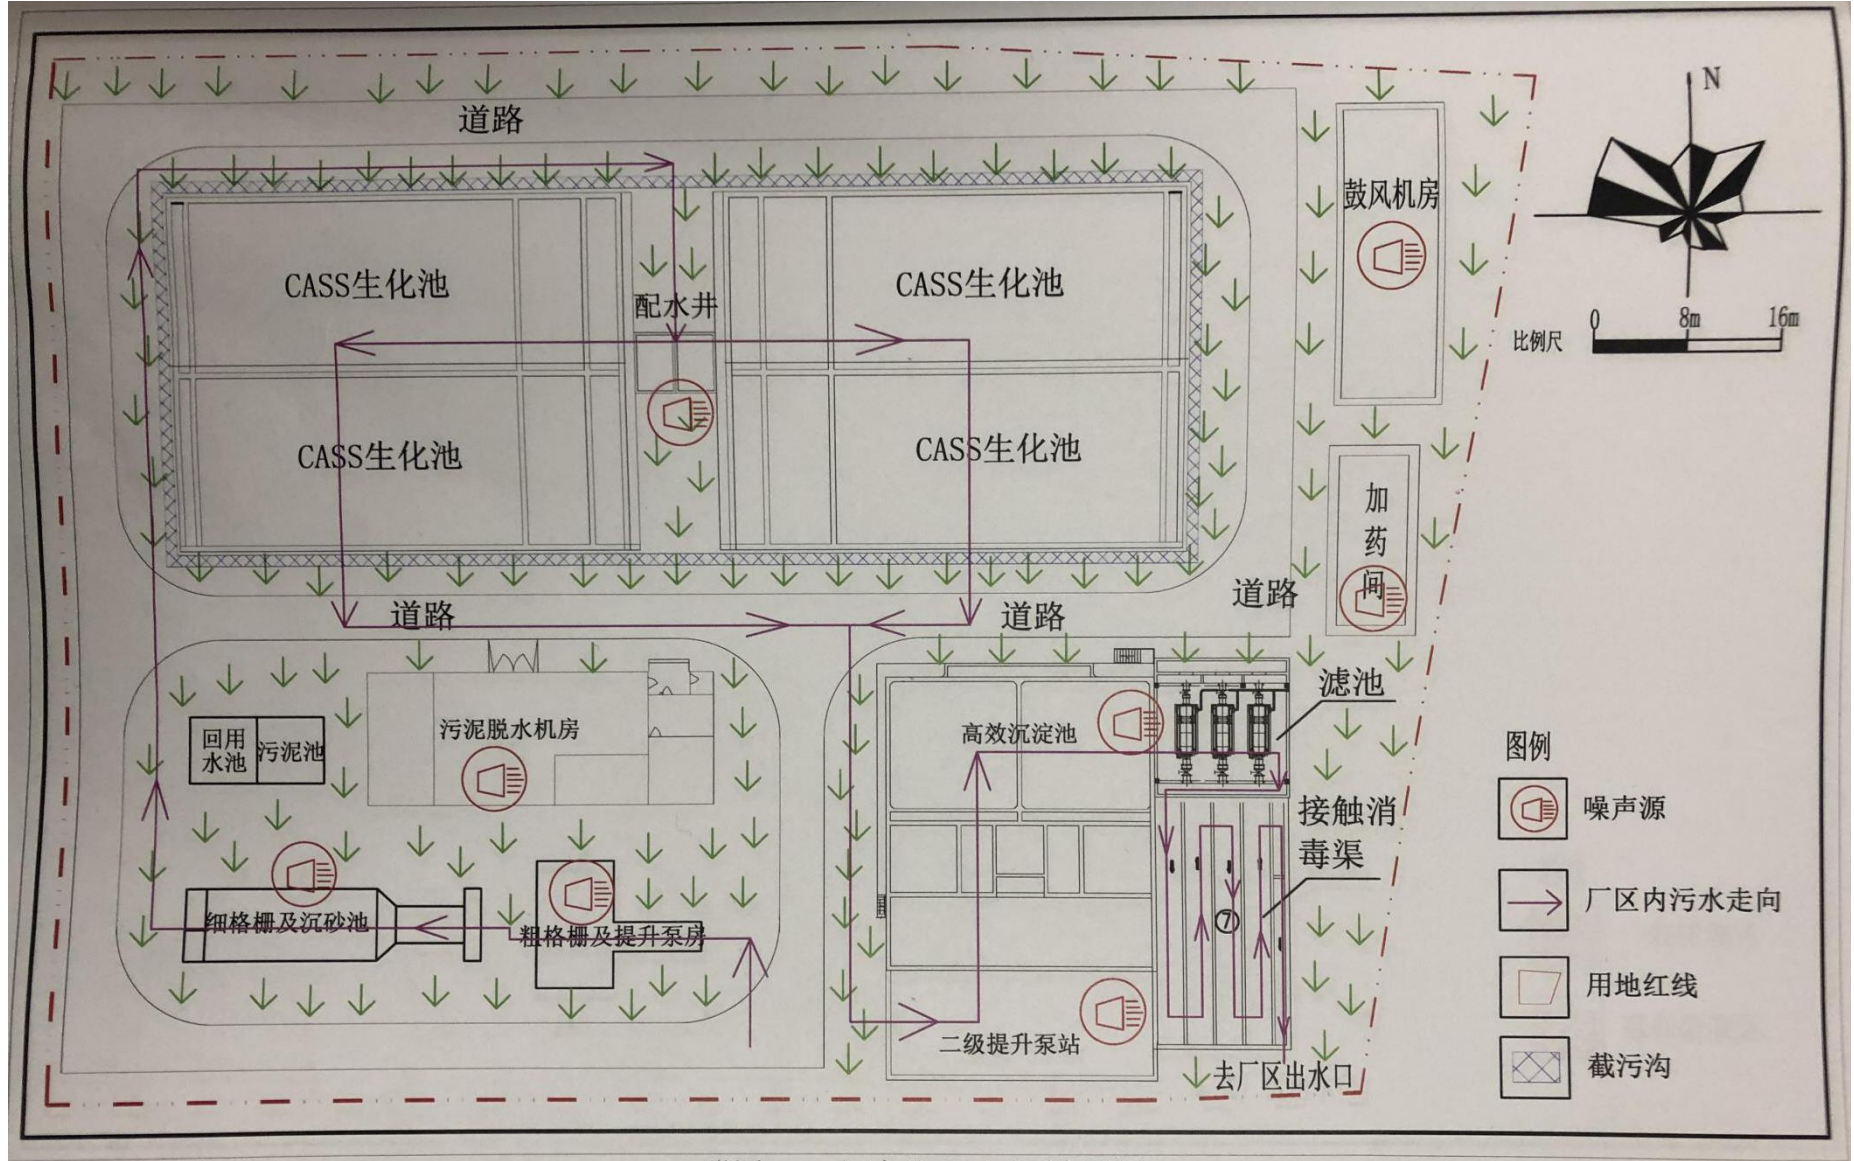 道路
N
鼓风机房
CASS生化池
CASS生化池
配水井
0 8m 16m
比例尺
CASS生化池
CASS生化池
加
药
间
道路
道路
道路
滤池
回用
水池
污泥池
污泥脱水机房
高效沉淀池
图例
接触消
毒渠
噪声源
细格栅及沉砂池
粗格栅及提升泵房
⑦
厂区内污水走向
用地红线
二级提升泵站
去厂区出水口
截污沟